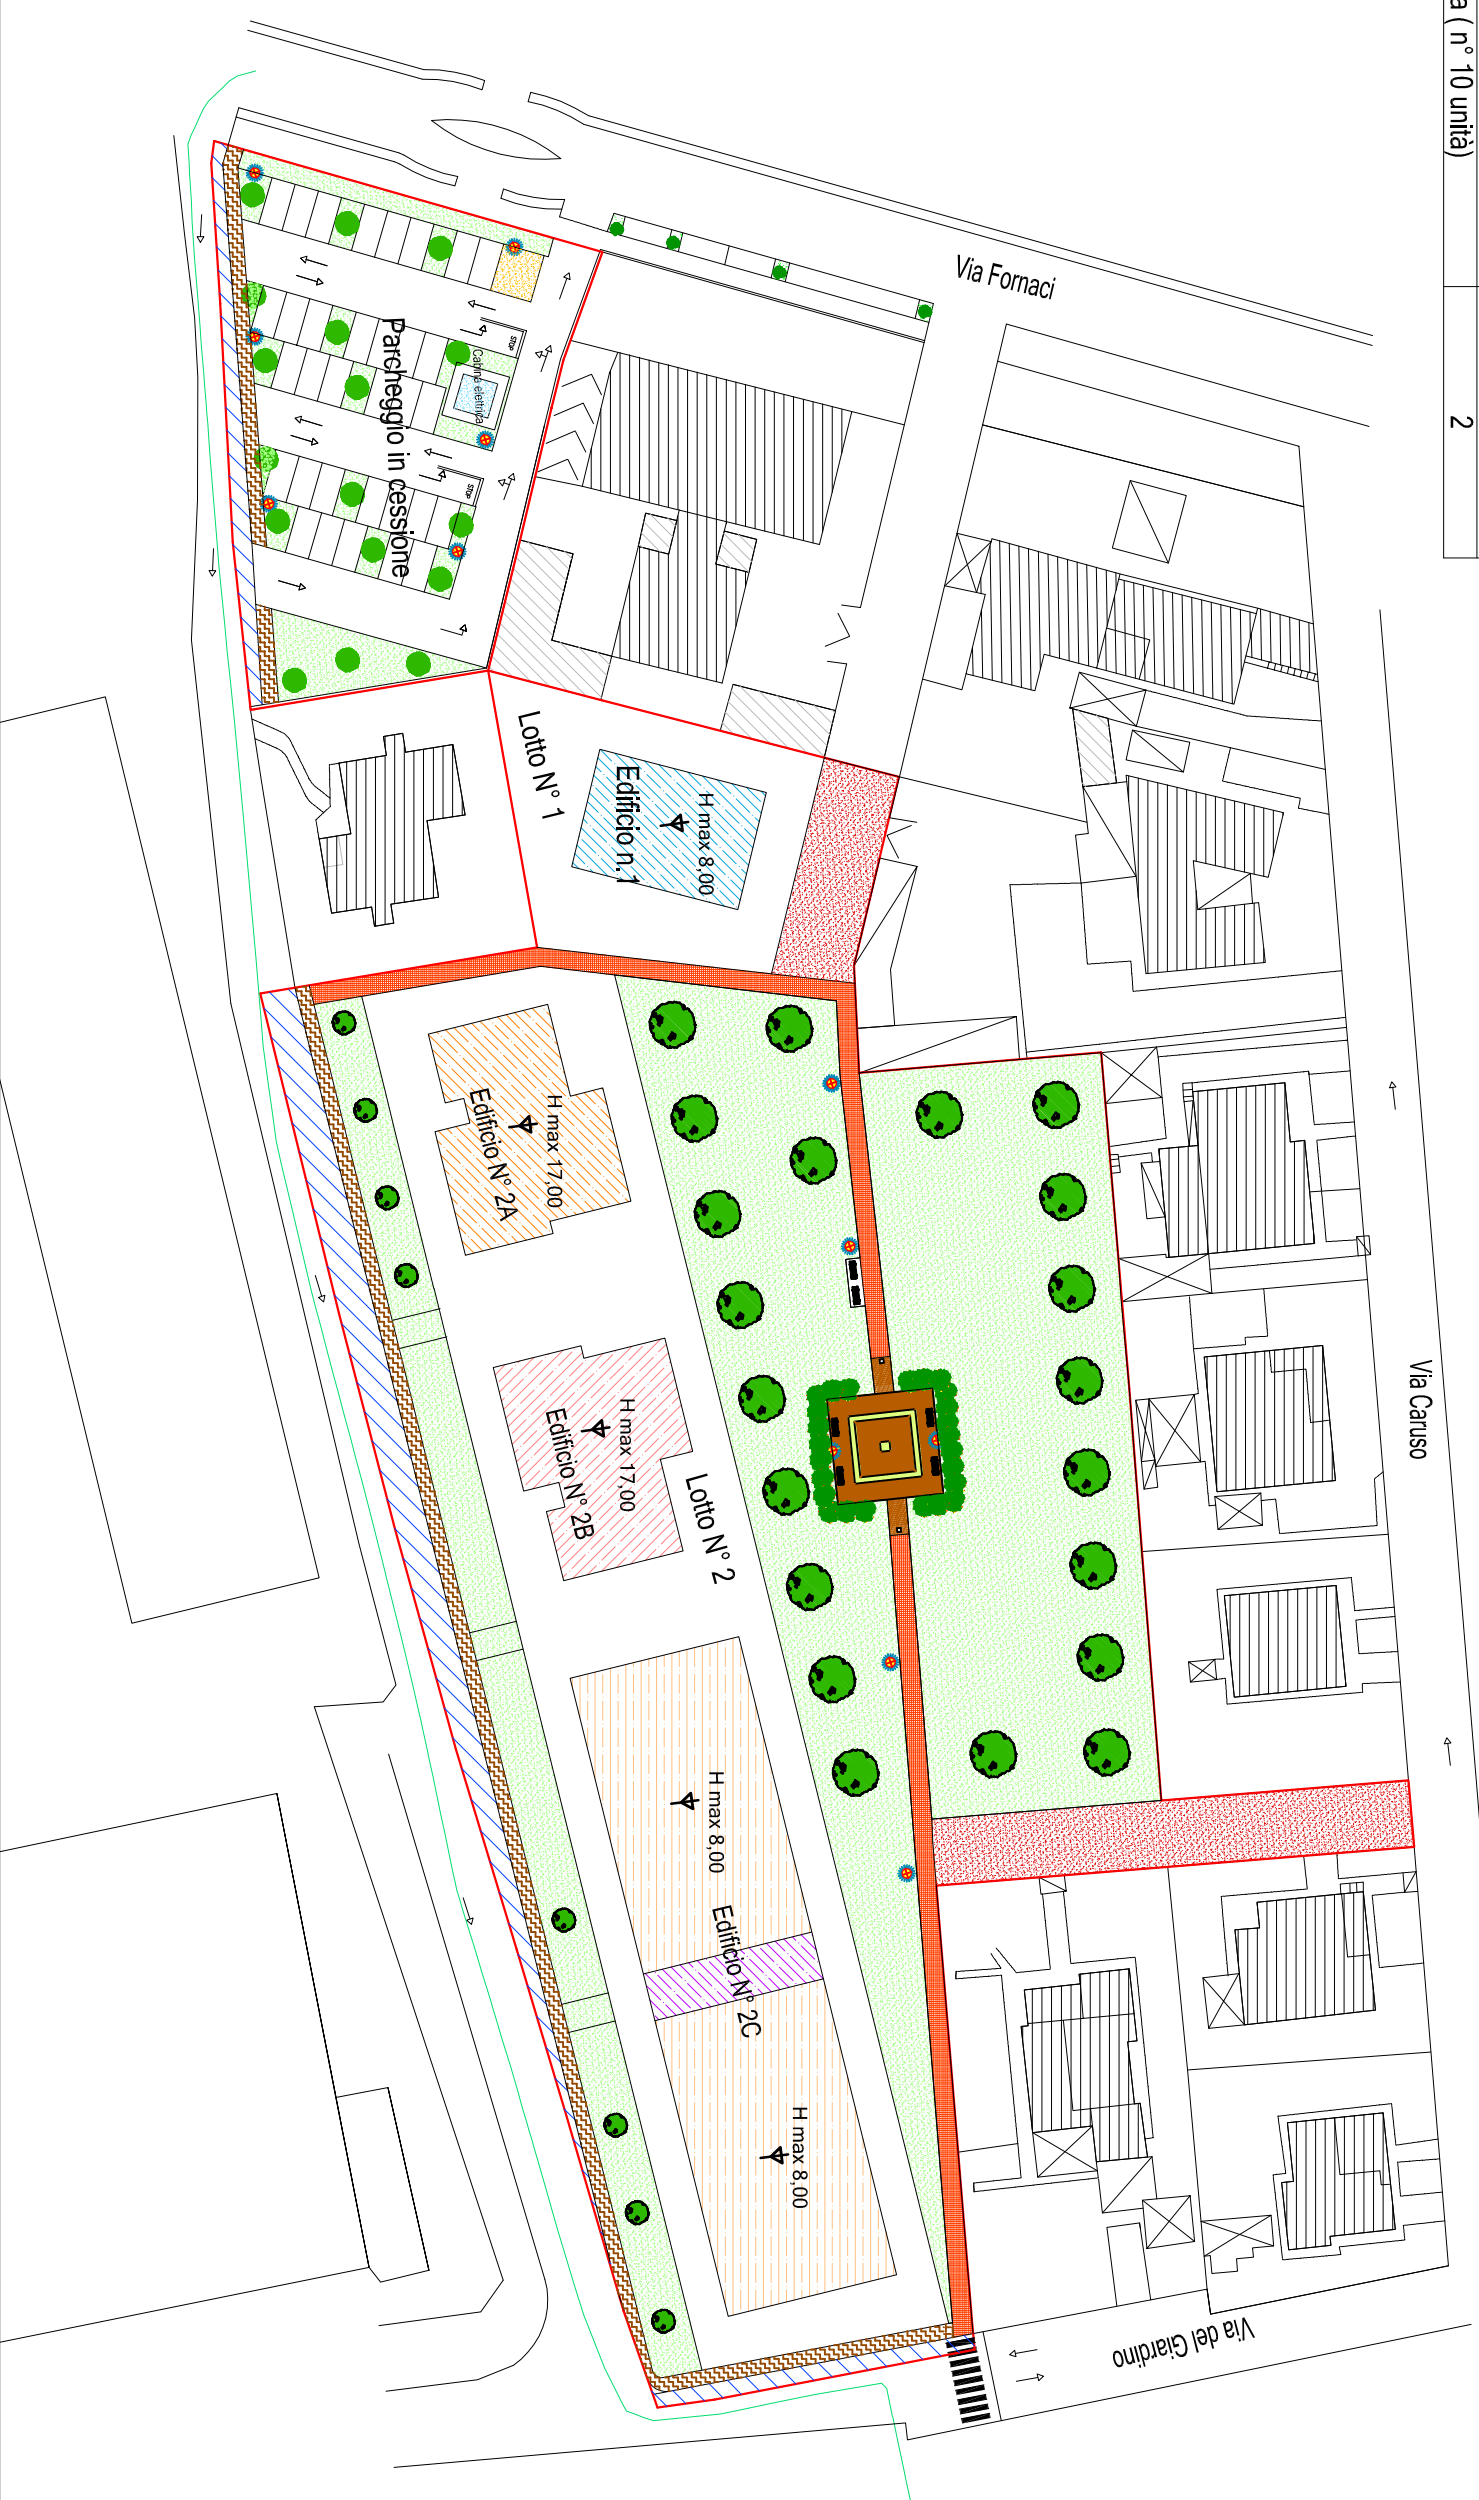 a ( n° 10 unità)
2
Via Fornaci
Parcheggio in cessione
Cabina elettrica
STOP
STOP
Lotto N° 1
Edificio n.1
H max 8,00
Edificio N° 2A
H max 17,00
Via Caruso
Edificio N° 2B
H max 17,00
Lotto N° 2
H max 8,00
Edificio N° 2C
H max 8,00
Via del Giardino